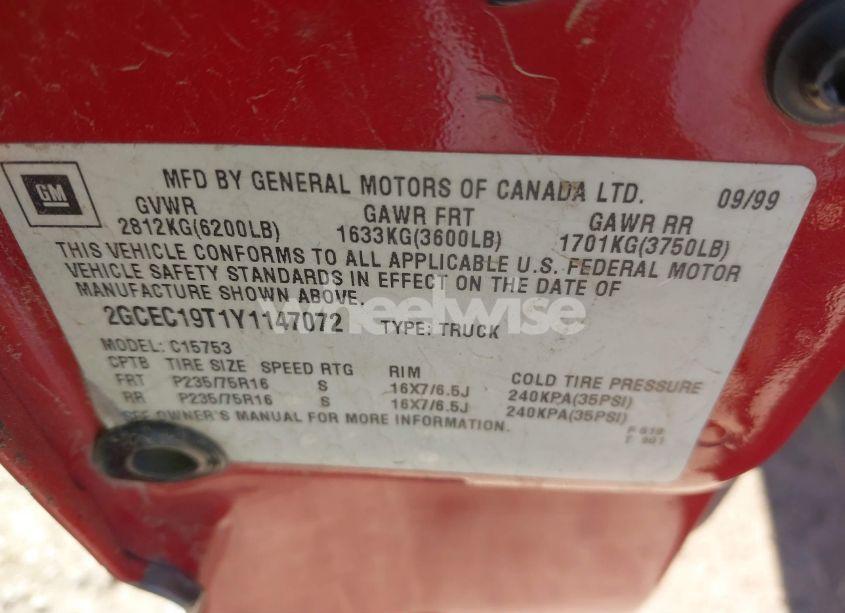 GM
MFD BY GENERAL MOTORS OF CANADA LTD. 09/99
GVWR GAWR FRT GAWR RR
2812KG(6200LB) 1633KG(3600LB) 1701KG(3750LB)
THIS VEHICLE CONFORMS TO ALL APPLICABLE U.S. FEDERAL MOTOR
VEHICLE SAFETY STANDARDS IN EFFECT ON THE DATE OF
MANUFACTURE SHOWN ABOVE.
wheelwise
2GCEC19T1Y1147072 TYPE: TRUCK
MODEL: C15753
CPTB TIRE SIZE SPEED RTG RIM COLD TIRE PRESSURE
FRT P235/75R16 S 16X7/6.5J 240KPA(35PSI)
RR P235/75R16 S 16X7/6.5J 240KPA(35PSI)
SEE OWNER'S MANUAL FOR MORE INFORMATION.